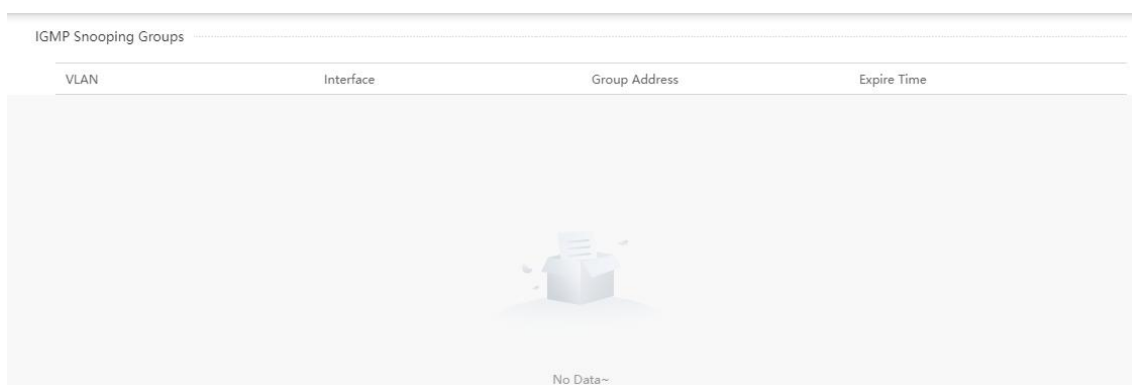 IGMP Snooping Groups
VLAN Interface Group Address Expire Time
No Data~